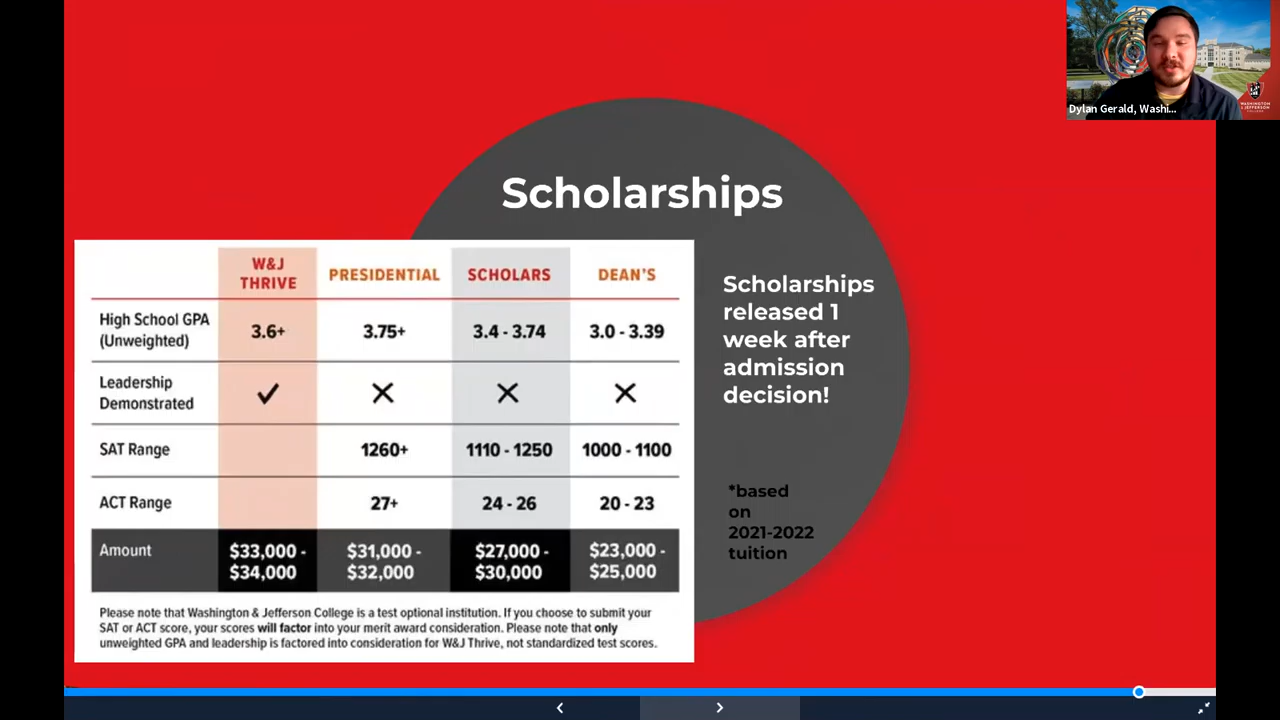 Dylan Gerald, Washi...
WASHINGTON
& JEFFERSON
COLLEGE
Scholarships
W&J
THRIVE
PRESIDENTIAL
SCHOLARS
DEAN'S
High School GPA
(Unweighted)
3.6+
3.75+
3.4 - 3.74
3.0 - 3.39
Leadership
Demonstrated
SAT Range
1260+
1110 - 1250
1000 - 1100
ACT Range
27+
24 - 26
20 - 23
Amount
$33,000 -
$34,000
$31,000 -
$32,000
$27,000 -
$30,000
$23,000 -
$25,000
Please note that Washington & Jefferson College is a test optional institution. If you choose to submit your
SAT or ACT score, your scores will factor into your merit award consideration. Please note that only
unweighted GPA and leadership is factored into consideration for W&J Thrive, not standardized test scores.
Scholarships
released 1
week after
admission
decision!
*based
on
2021-2022
tuition